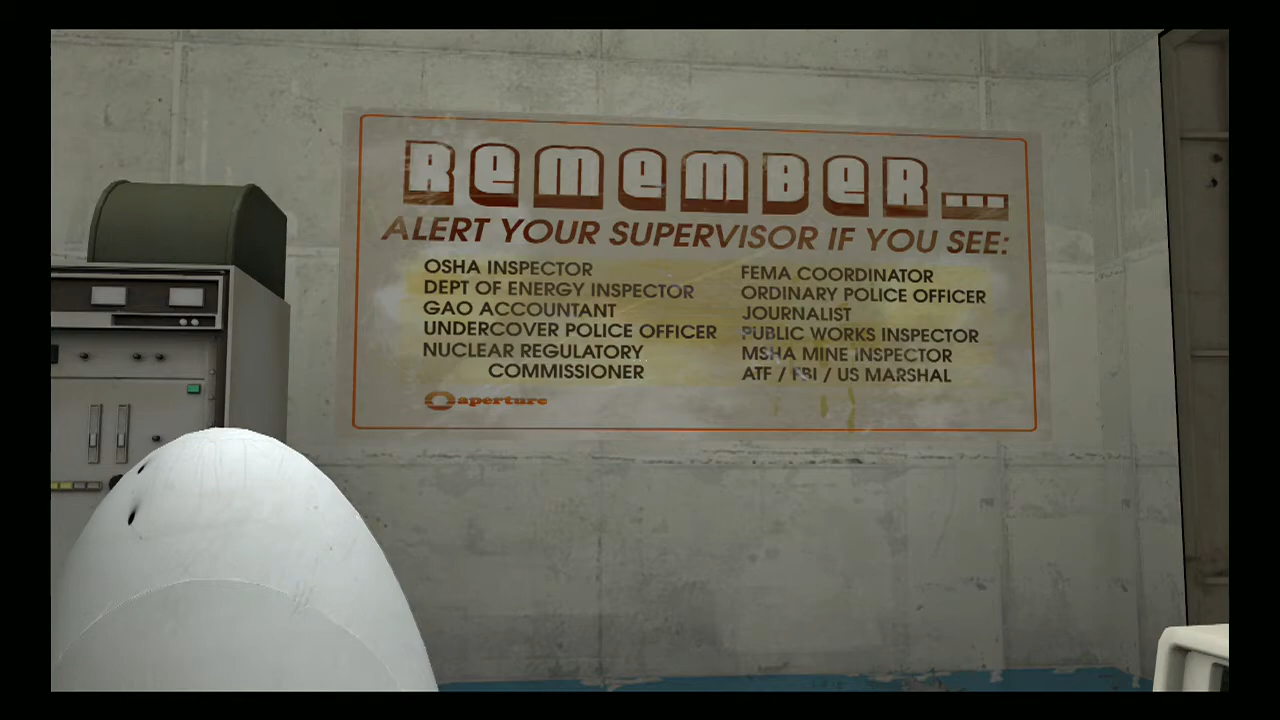 REMEMBER...
ALERT YOUR SUPERVISOR IF YOU SEE:
OSHA INSPECTOR
DEPT OF ENERGY INSPECTOR
GAO ACCOUNTANT
UNDERCOVER POLICE OFFICER
NUCLEAR REGULATORY
COMMISSIONER
FEMA COORDINATOR
ORDINARY POLICE OFFICER
JOURNALIST
PUBLIC WORKS INSPECTOR
MSHA MINE INSPECTOR
ATF / FBI / US MARSHAL
aperture